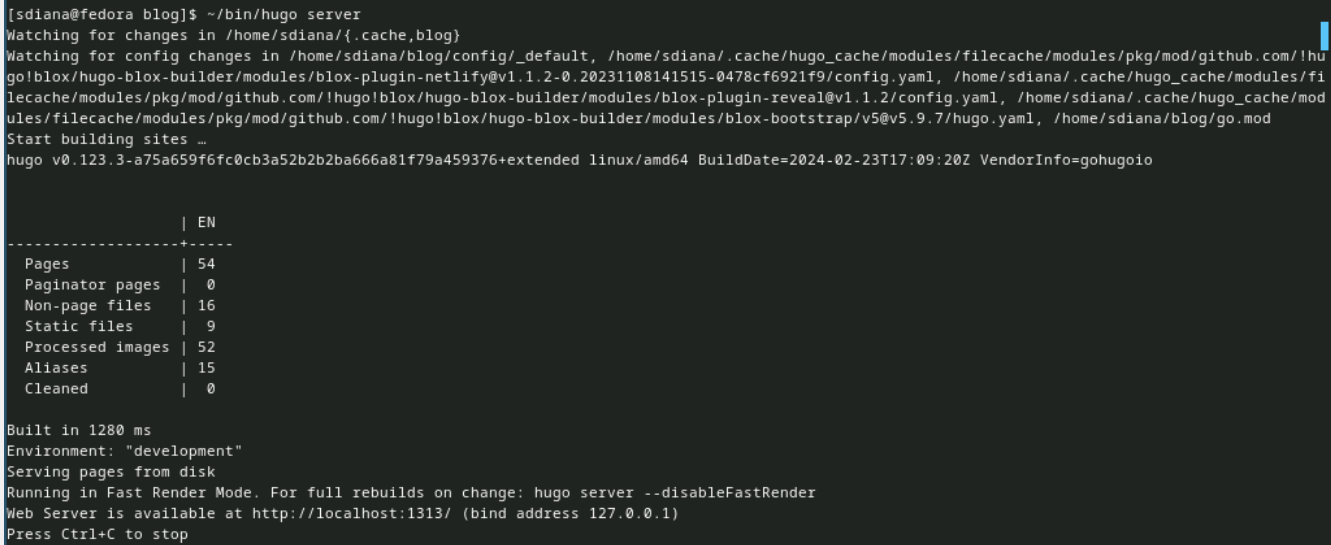 [sdiana@fedora blog]$ ~/bin/hugo server
Watching for changes in /home/sdiana/{.cache,blog}
Watching for config changes in /home/sdiana/blog/config/_default, /home/sdiana/.cache/hugo_cache/modules/filecache/modules/pkg/mod/github.com/!hu
go!blox/hugo-blox-builder/modules/blox-plugin-netlify@v1.1.2-0.20231108141515-0478cf6921f9/config.yaml, /home/sdiana/.cache/hugo_cache/modules/fi
lecache/modules/pkg/mod/github.com/!hugo!blox/hugo-blox-builder/modules/blox-plugin-reveal@v1.1.2/config.yaml, /home/sdiana/.cache/hugo_cache/mod
ules/filecache/modules/pkg/mod/github.com/!hugo!blox/hugo-blox-builder/modules/blox-bootstrap/v5@v5.9.7/hugo.yaml, /home/sdiana/blog/go.mod
Start building sites …
hugo v0.123.3-a75a659f6fc0cb3a52b2b2ba666a81f79a459376+extended linux/amd64 BuildDate=2024-02-23T17:09:20Z VendorInfo=gohugoio
                   | EN
-------------------+-----
  Pages            | 54
  Paginator pages  |  0
  Non-page files   | 16
  Static files     |  9
  Processed images | 52
  Aliases          | 15
  Cleaned          |  0
Built in 1280 ms
Environment: "development"
Serving pages from disk
Running in Fast Render Mode. For full rebuilds on change: hugo server --disableFastRender
Web Server is available at http://localhost:1313/ (bind address 127.0.0.1)
Press Ctrl+C to stop